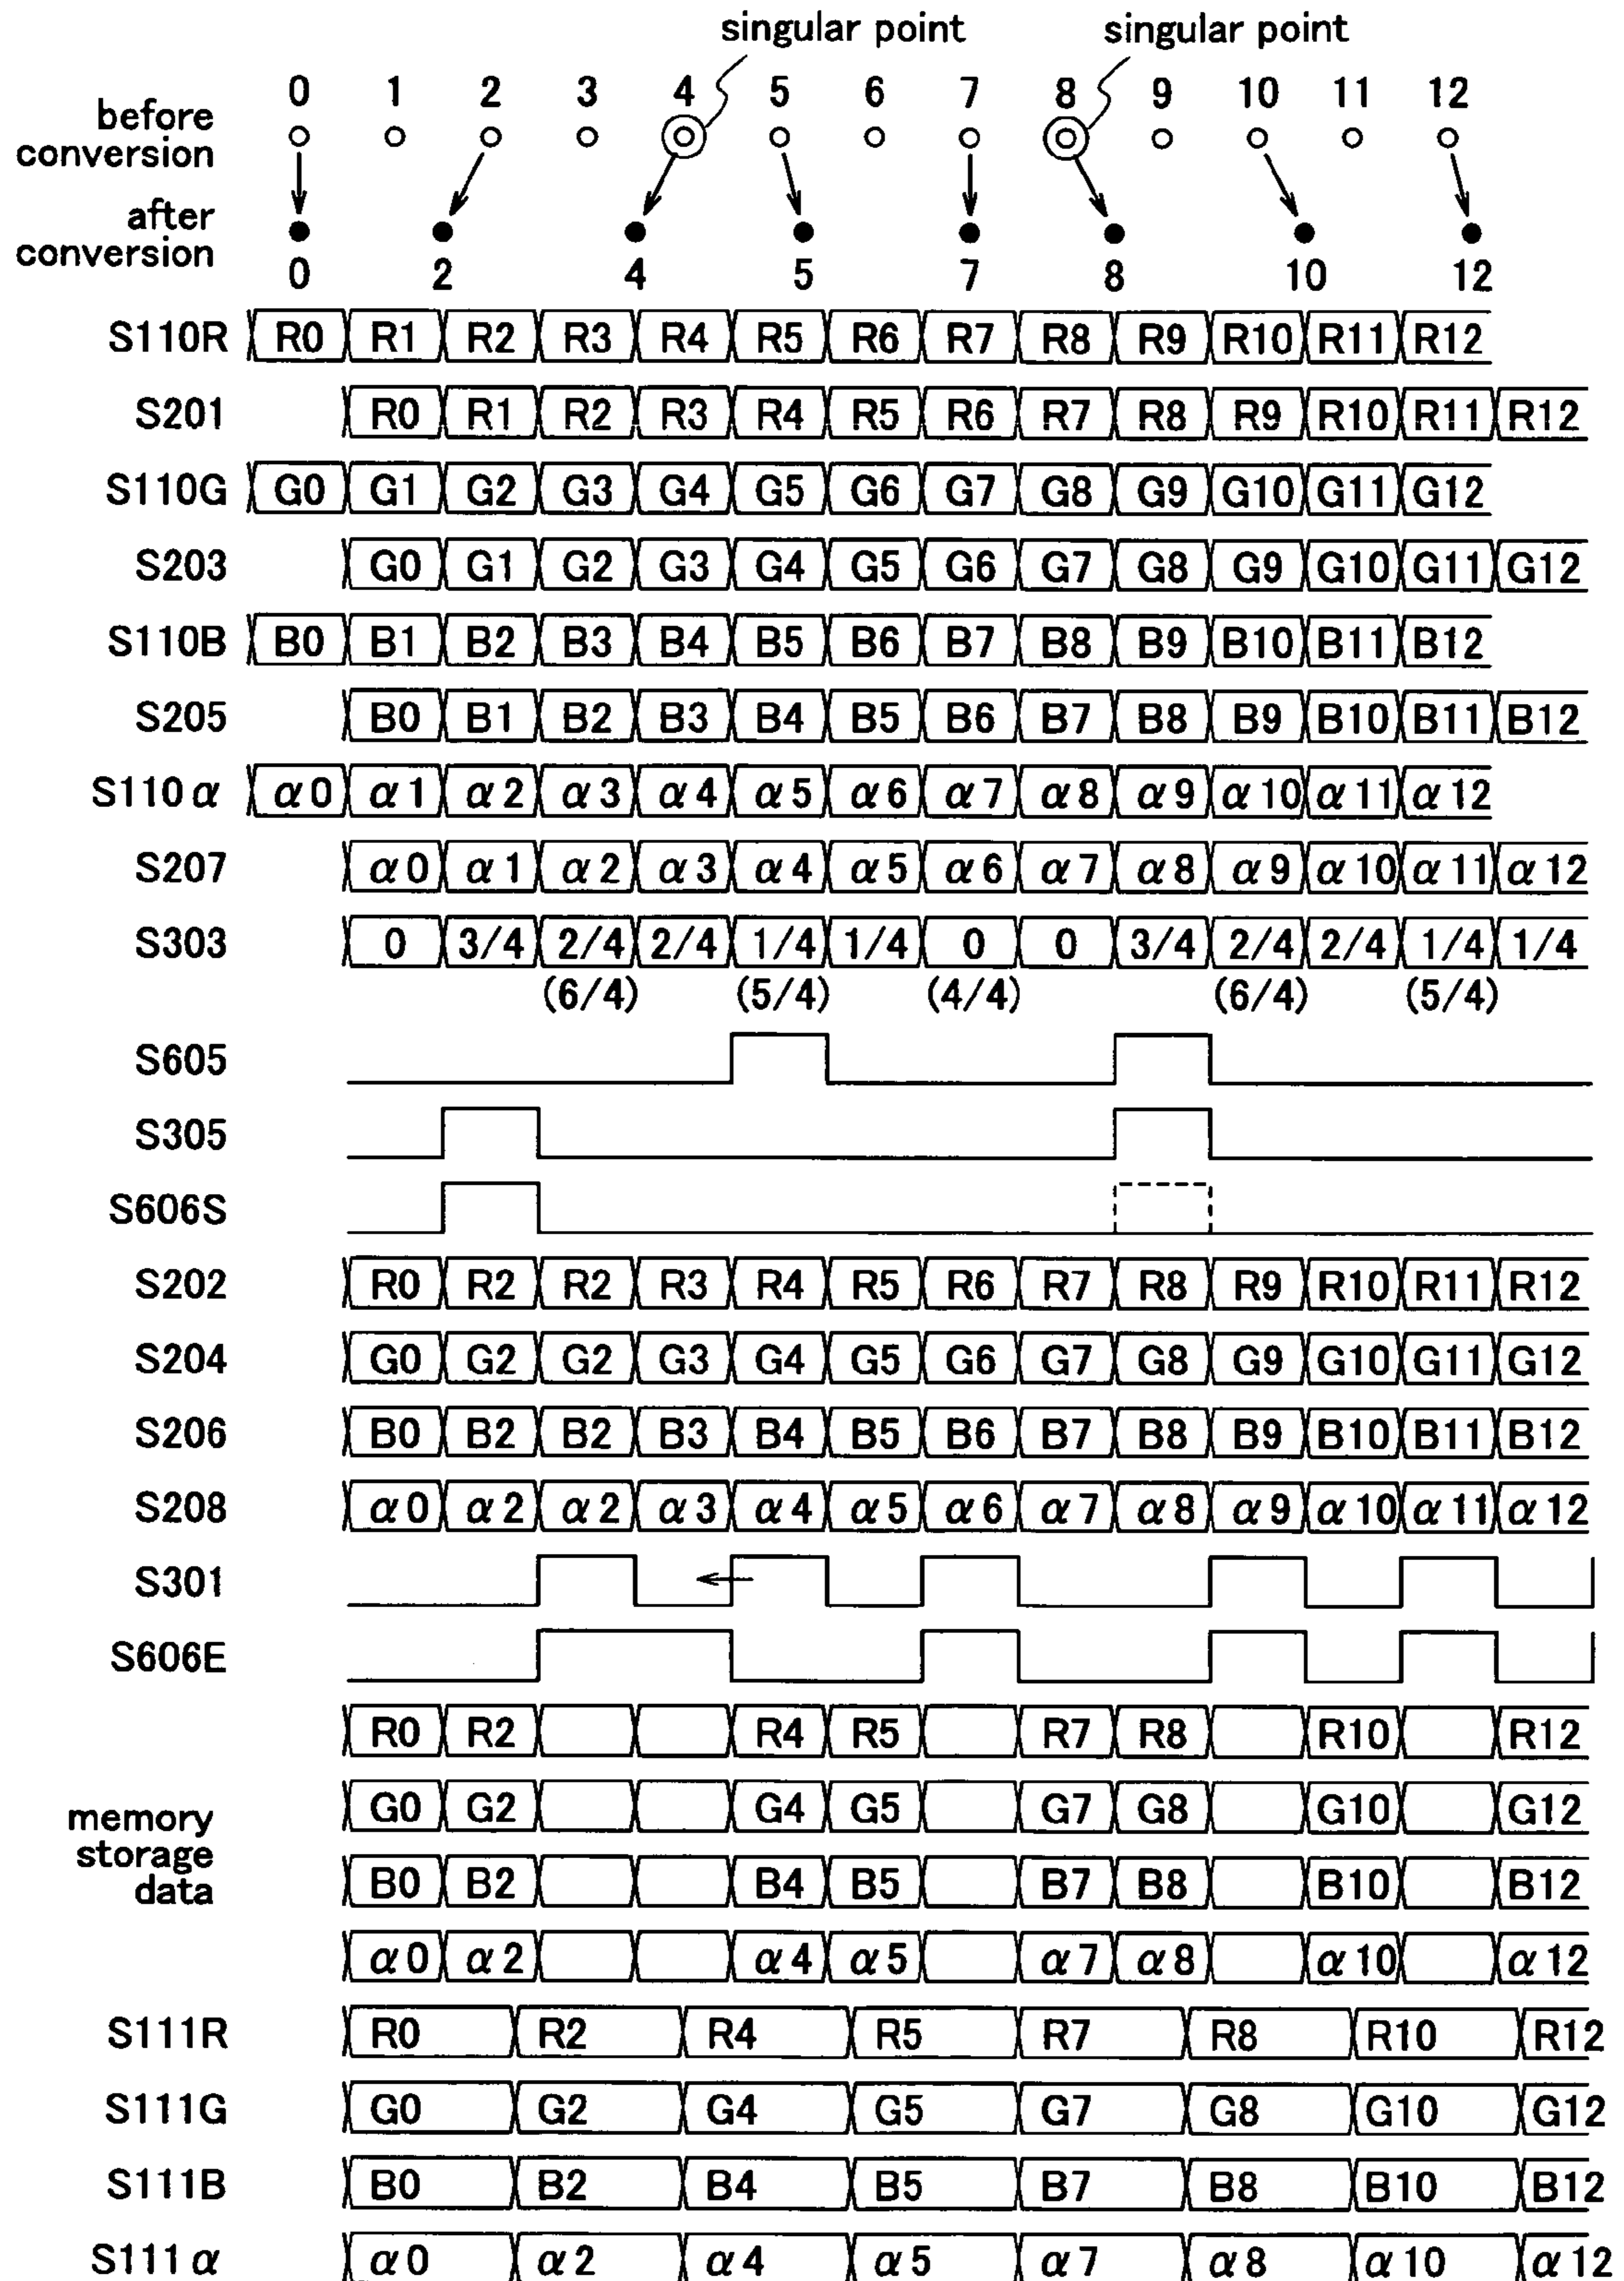 singular point singular point
0 1 2 3 4 5 6 7 8 9 10 11 12
before
conversion
after
conversion
0 2 4 5 7 8 10 12
S110R R0 R1 R2 R3 R4 R5 R6 R7 R8 R9 R10 R11 R12
S201 R0 R1 R2 R3 R4 R5 R6 R7 R8 R9 R10 R11 R12
S110G G0 G1 G2 G3 G4 G5 G6 G7 G8 G9 G10 G11 G12
S203 G0 G1 G2 G3 G4 G5 G6 G7 G8 G9 G10 G11 G12
S110B B0 B1 B2 B3 B4 B5 B6 B7 B8 B9 B10 B11 B12
S205 B0 B1 B2 B3 B4 B5 B6 B7 B8 B9 B10 B11 B12
S110α α0 α1 α2 α3 α4 α5 α6 α7 α8 α9 α10 α11 α12
S207 α0 α1 α2 α3 α4 α5 α6 α7 α8 α9 α10 α11 α12
S303 0 3/4 2/4 2/4 1/4 1/4 0 0 3/4 2/4 2/4 1/4 1/4
(6/4) (5/4) (4/4) (6/4) (5/4)
S605
S305
S606S
S202 R0 R2 R2 R3 R4 R5 R6 R7 R8 R9 R10 R11 R12
S204 G0 G2 G2 G3 G4 G5 G6 G7 G8 G9 G10 G11 G12
S206 B0 B2 B2 B3 B4 B5 B6 B7 B8 B9 B10 B11 B12
S208 α0 α2 α2 α3 α4 α5 α6 α7 α8 α9 α10 α11 α12
S301
S606E
R0 R2 R4 R5 R7 R8 R10 R12
memory
storage
data
G0 G2 G4 G5 G7 G8 G10 G12
B0 B2 B4 B5 B7 B8 B10 B12
α0 α2 α4 α5 α7 α8 α10 α12
S111R R0 R2 R4 R5 R7 R8 R10 R12
S111G G0 G2 G4 G5 G7 G8 G10 G12
S111B B0 B2 B4 B5 B7 B8 B10 B12
S111α α0 α2 α4 α5 α7 α8 α10 α12